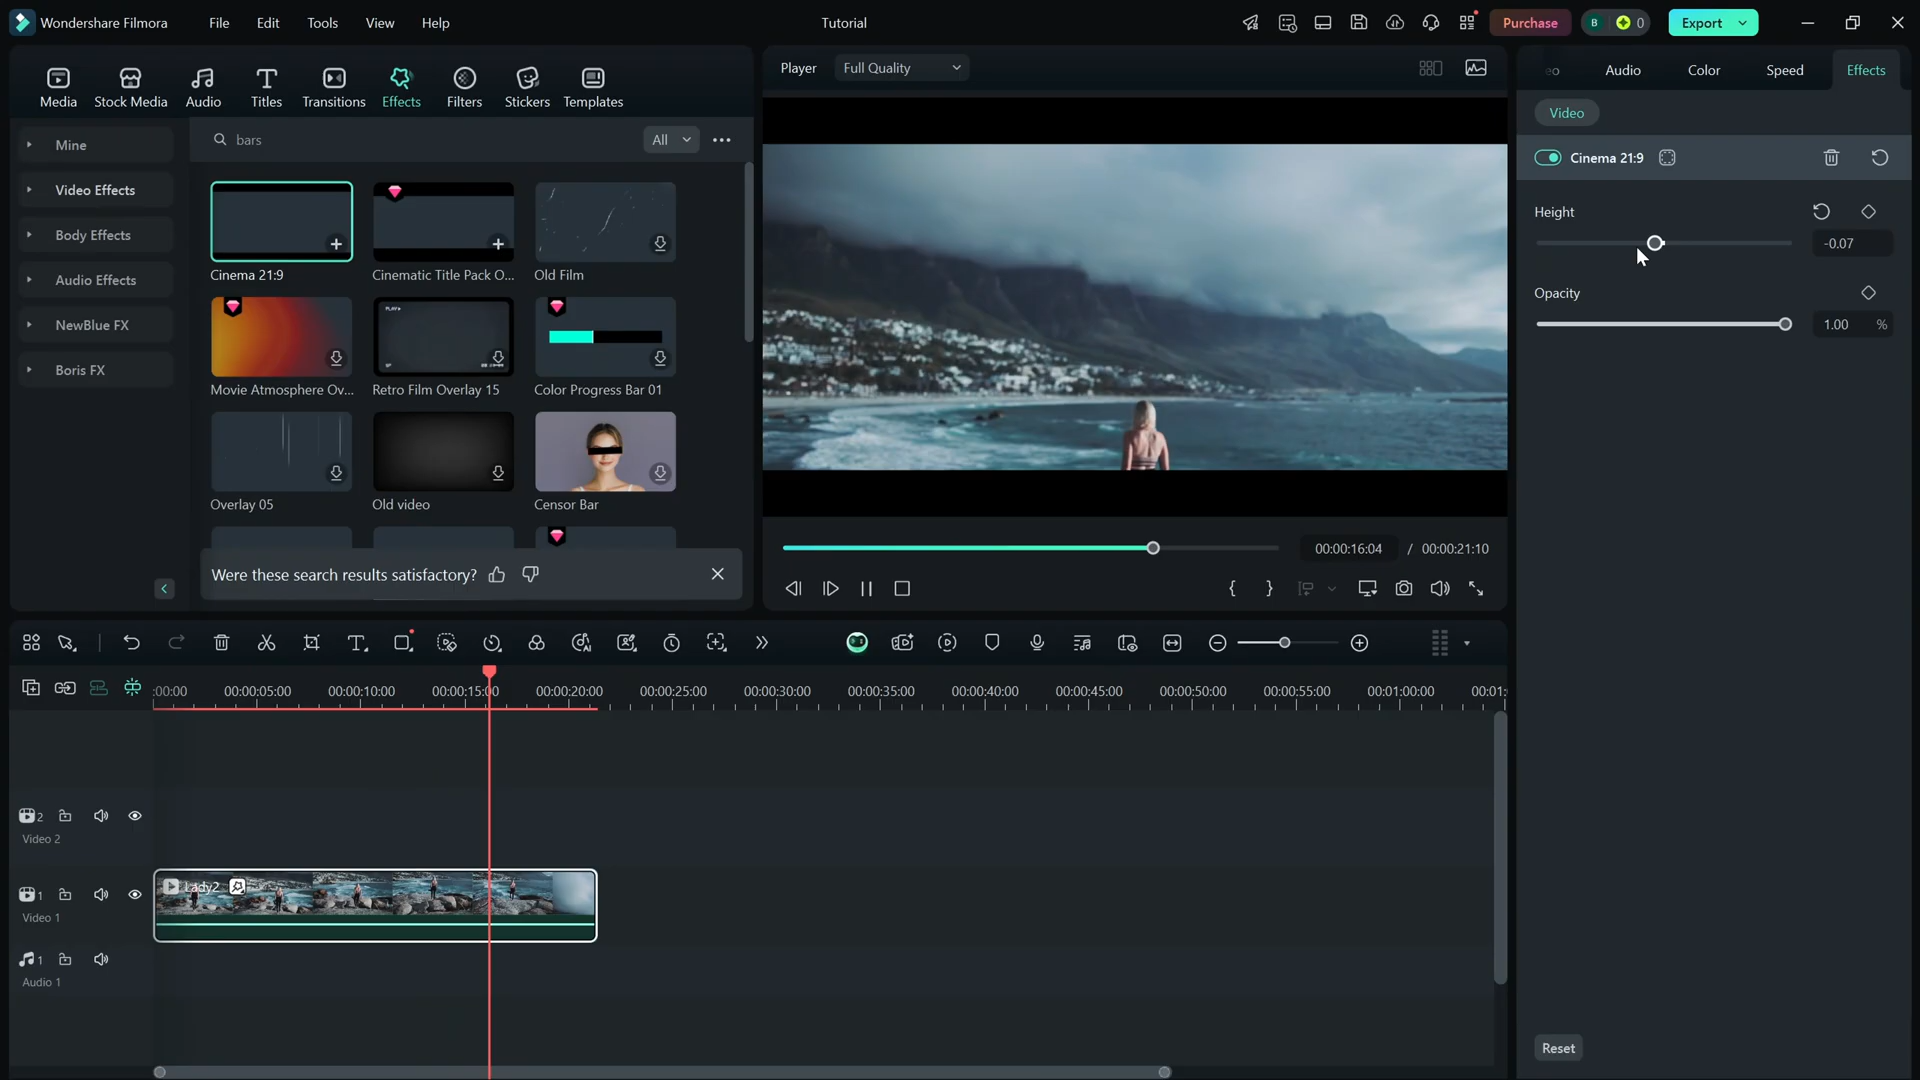 Wondershare Filmora
File
Edit
Tools
View
Help
Tutorial
Purchase
B
0
Export
Media
Stock Media
Audio
Titles
Transitions
Effects
Filters
Stickers
Templates
Player
Full Quality
eo
Audio
Color
Speed
Effects
Mine
Video Effects
Body Effects
Audio Effects
NewBlue FX
Boris FX
bars
All
Cinema 21:9
Cinematic Title Pack O...
Old Film
Movie Atmosphere Ov...
Retro Film Overlay 15
Color Progress Bar 01
Overlay 05
Old video
Censor Bar
Were these search results satisfactory?
Video
Cinema 21:9
Height
-0.07
Opacity
1.00 %
Reset
00:00:16:04 / 00:00:21:10
:00:00
00:00:05:00
00:00:10:00
00:00:15:00
00:00:20:00
00:00:25:00
00:00:30:00
00:00:35:00
00:00:40:00
00:00:45:00
00:00:50:00
00:00:55:00
00:01:00:00
00:01:
2
Video 2
1
Video 1
Lady2
1
Audio 1